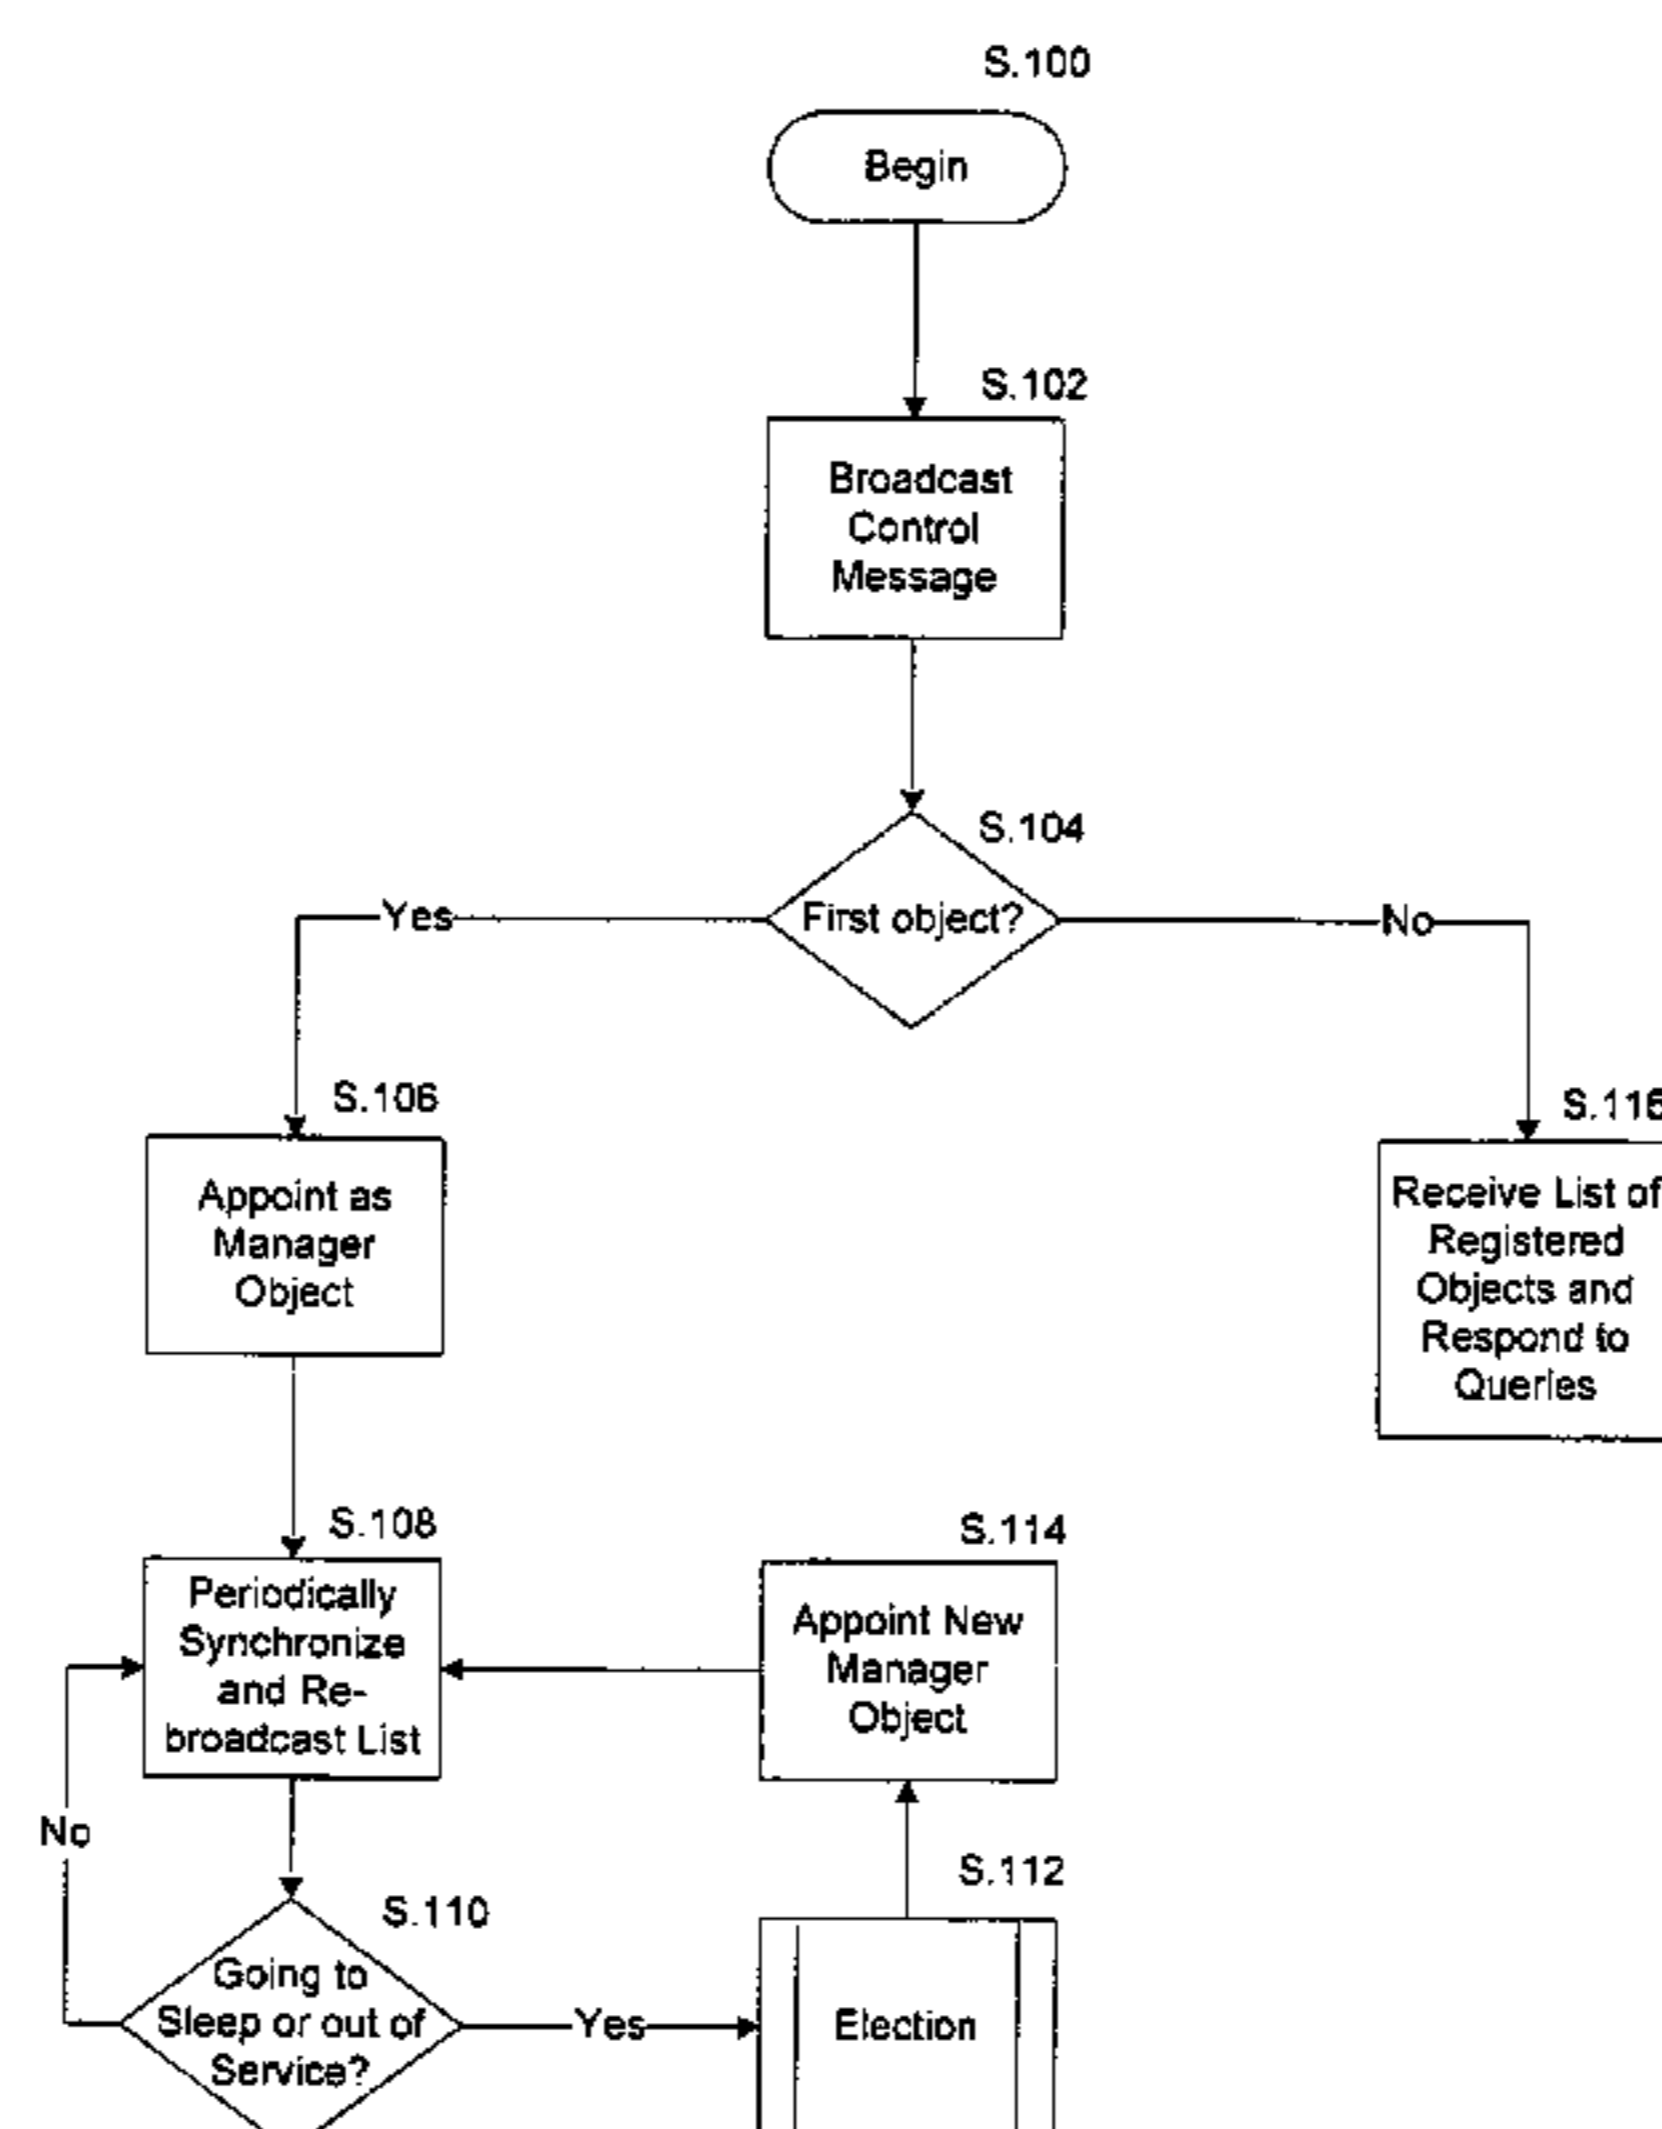 S.100
Begin
S.102
Broadcast
Control
Message
S.104
First object?
Yes
No
S.106
Appoint as
Manager
Object
S.116
Receive List of
Registered
Objects and
Respond to
Queries
S.108
Periodically
Synchronize
and Re-
broadcast List
S.114
Appoint New
Manager
Object
No
S.110
Going to
Sleep or out of
Service?
Yes
S.112
Election